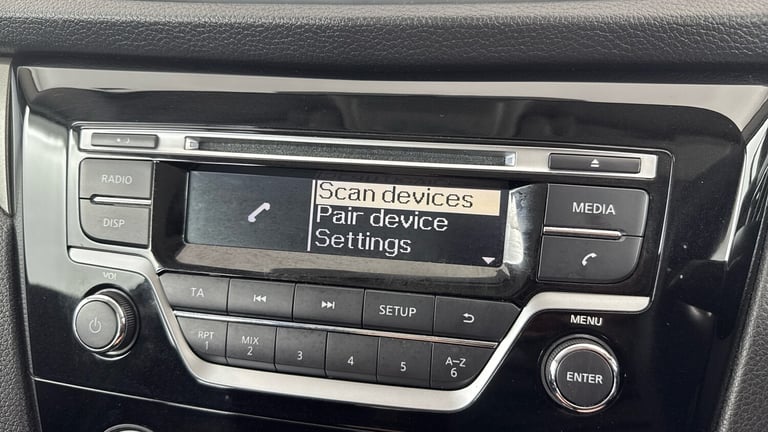 RADIO
DISP
Scan devices
Pair device
Settings
MEDIA
VOL
TA
SETUP
MENU
RPT
1
MIX
2
3
4
5
A–Z
6
ENTER